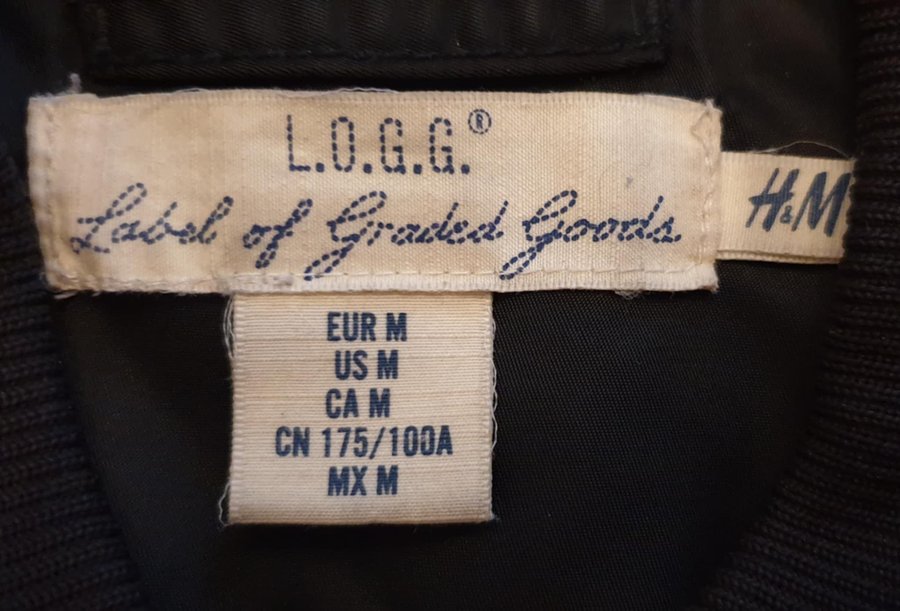 L.O.G.G.®
Label of Graded Goods
H&M
EUR M
US M
CA M
CN 175/100A
MX M